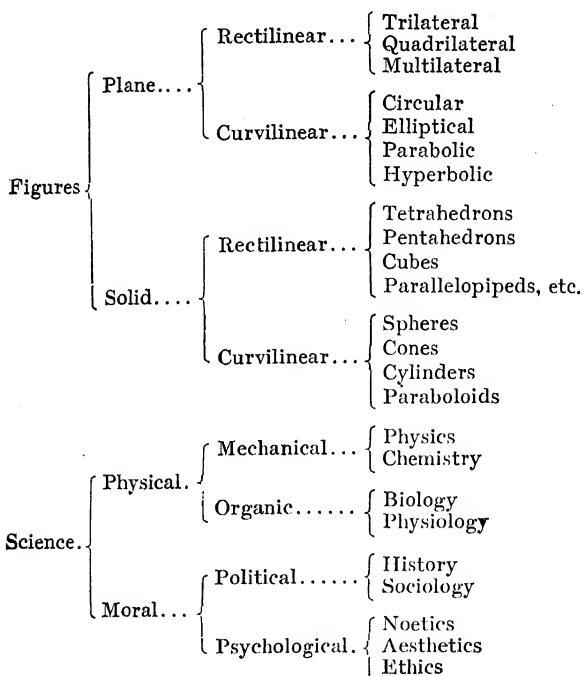 Trilateral
Rectilinear... Quadrilateral
Multilateral
Plane....
Circular
Curvilinear... Elliptical
Parabolic
Hyperbolic
Figures
Tetrahedrons
Rectilinear... Pentahedrons
Cubes
Parallelopipeds, etc.
Solid....
Spheres
Curvilinear... Cones
Cylinders
Paraboloids
Mechanical... Physics
Chemistry
Physical.
Organic...... Biology
Physiology
Science.
Political...... History
Sociology
Moral...
Noetics
Psychological. Aesthetics
Ethics